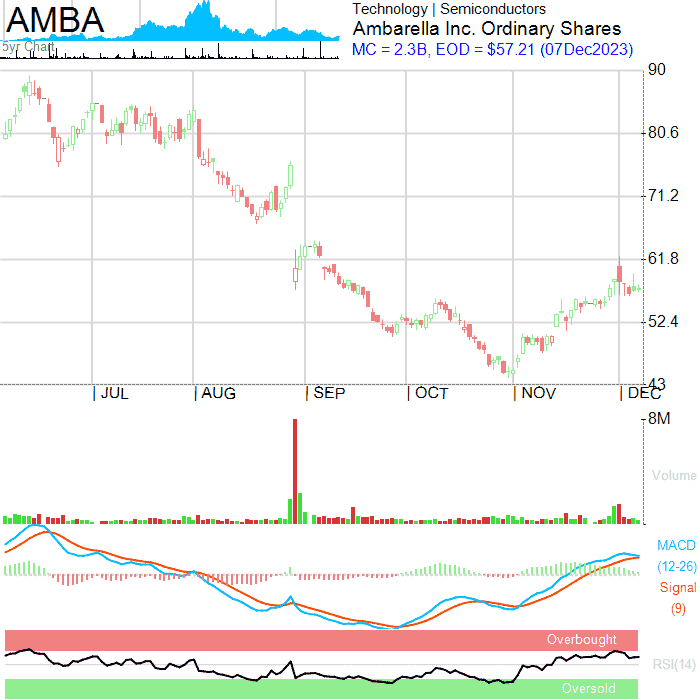 AMBA
5yr Chart
Technology | Semiconductors
Ambarella Inc. Ordinary Shares
MC = 2.3B, EOD = $57.21 (07Dec2023)
90
80.6
71.2
61.8
52.4
43
JUL AUG SEP OCT NOV DEC
8M
Volume
MACD
(12-26)
Signal
(9)
Overbought
RSI(14)
Oversold